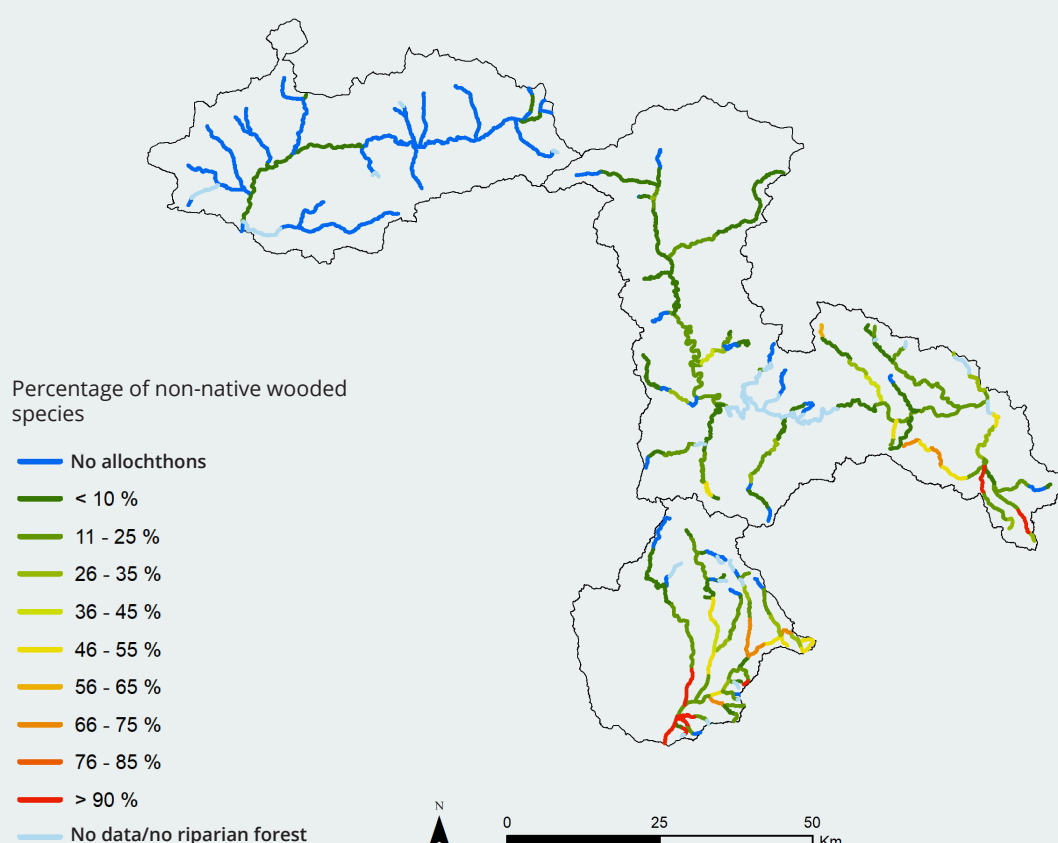 Percentage of non-native wooded
species
No allochthons
< 10 %
11 - 25 %
26 - 35 %
36 - 45 %
46 - 55 %
56 - 65 %
66 - 75 %
76 - 85 %
> 90 %
No data/no riparian forest
N
0 25 50
Km